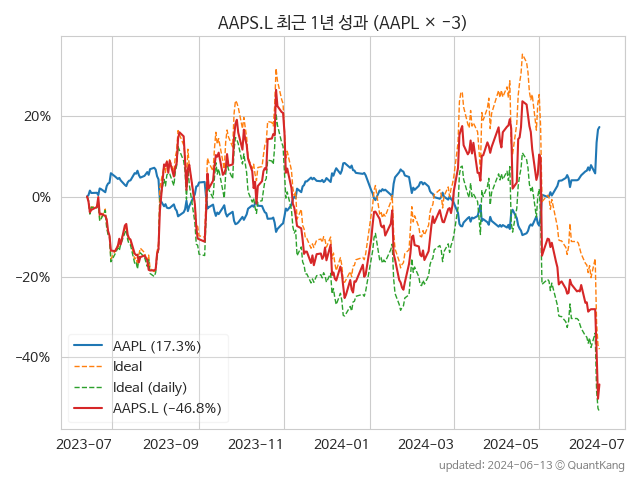 AAPS.L 최근 1년 성과 (AAPL × −3)
20%
0%
−20%
−40%
AAPL (17.3%)
Ideal
Ideal (daily)
AAPS.L (−46.8%)
2023-07 2023-09 2023-11 2024-01 2024-03 2024-05 2024-07
updated: 2024-06-13 ⓒ QuantKang